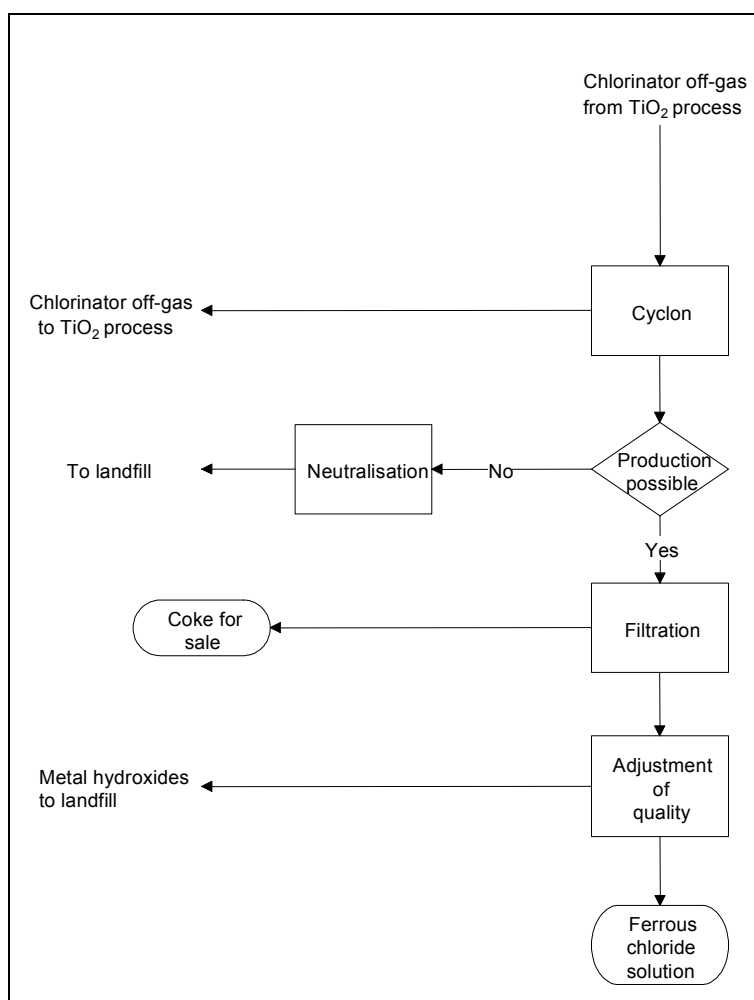 Chlorinator off-gas
from TiO₂ process
Chlorinator off-gas
to TiO₂ process
Cyclon
To landfill
Neutralisation
No
Production
possible
Yes
Coke for
sale
Filtration
Metal hydroxides
to landfill
Adjustment
of
quality
Ferrous
chloride
solution